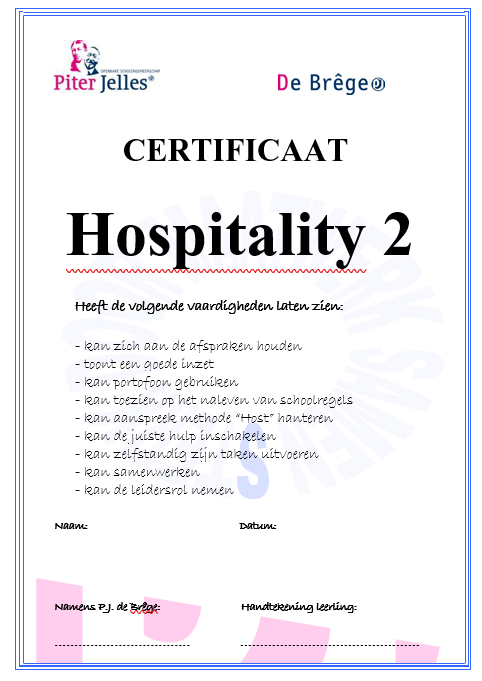 OPENBARE SCHOLENGEMEENSCHAP
Piter Jelles
De Brêge
CERTIFICAAT
Hospitality 2
Heeft de volgende vaardigheden laten zien:
- kan zich aan de afspraken houden
- toont een goede inzet
- kan portofoon gebruiken
- kan toezien op het naleven van schoolregels
- kan aanspreek methode “Host” hanteren
- kan de juiste hulp inschakelen
- kan zelfstandig zijn taken uitvoeren
- kan samenwerken
- kan de leidersrol nemen
Naam: Datum:
Namens P.J. de Brêge: Handtekening leerling: